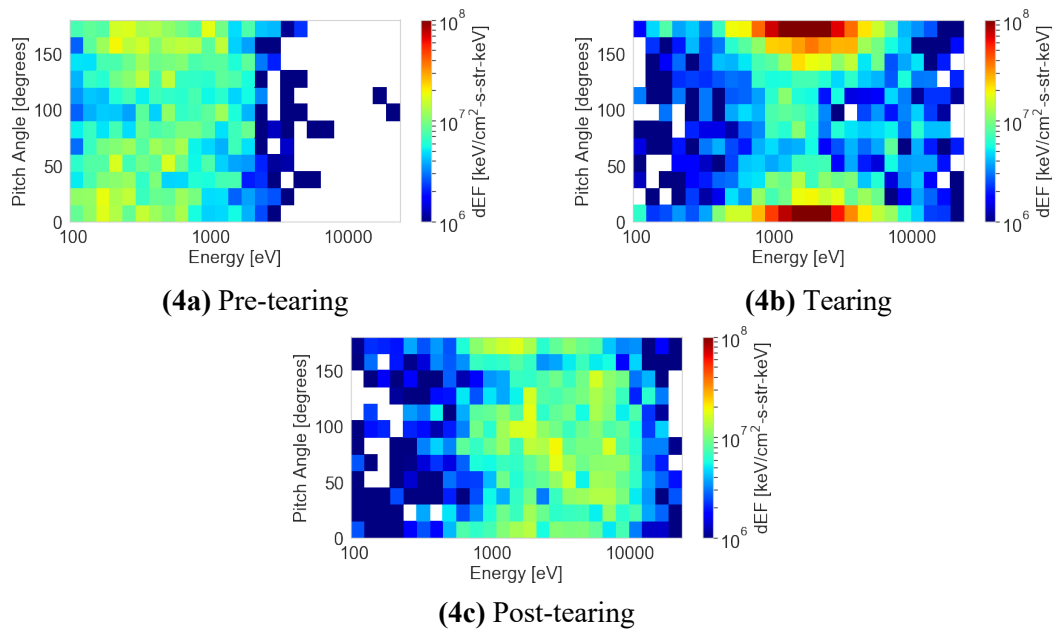 Pitch Angle [degrees]
150
100
50
0
100
1000
10000
Energy [eV]
10^8
10^7
10^6
dEF [keV/cm^2-s-str-keV]
(4a) Pre-tearing
Pitch Angle [degrees]
150
100
50
0
100
1000
10000
Energy [eV]
10^8
10^7
10^6
dEF [keV/cm^2-s-str-keV]
(4b) Tearing
Pitch Angle [degrees]
150
100
50
0
100
1000
10000
Energy [eV]
10^8
10^7
10^6
dEF [keV/cm^2-s-str-keV]
(4c) Post-tearing